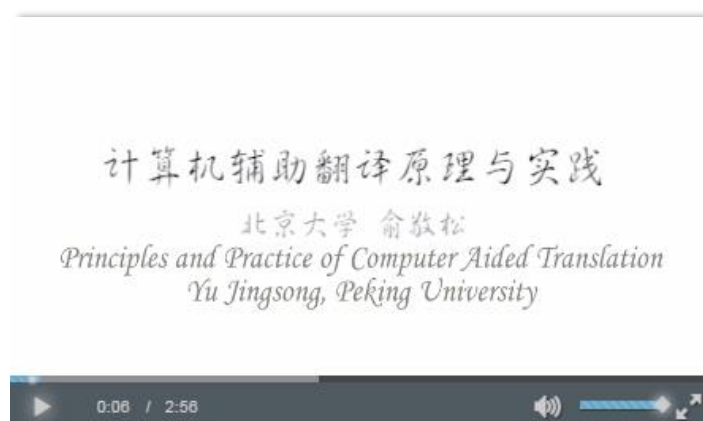 计算机辅助翻译原理与实践
北京大学 俞敬松
Principles and Practice of Computer Aided Translation
Yu Jingsong, Peking University
0:06 / 2:56